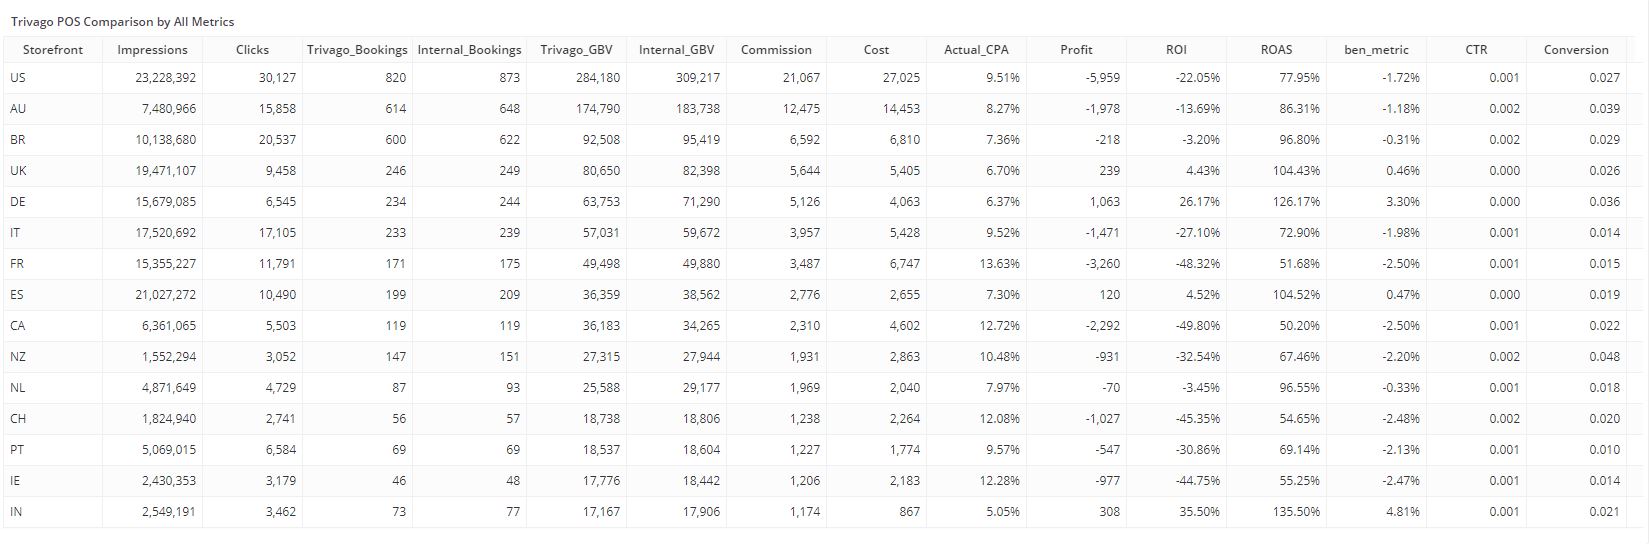 Trivago POS Comparison by All Metrics
Storefront Impressions Clicks Trivago_Bookings Internal_Bookings Trivago_GBV Internal_GBV Commission Cost Actual_CPA Profit ROI ROAS ben_metric CTR Conversion
US 23,228,392 30,127 820 873 284,180 309,217 21,067 27,025 9.51% -5,959 -22.05% 77.95% -1.72% 0.001 0.027
AU 7,480,966 15,858 614 648 174,790 183,738 12,475 14,453 8.27% -1,978 -13.69% 86.31% -1.18% 0.002 0.039
BR 10,138,680 20,537 600 622 92,508 95,419 6,592 6,810 7.36% -218 -3.20% 96.80% -0.31% 0.002 0.029
UK 19,471,107 9,458 246 249 80,650 82,398 5,644 5,405 6.70% 239 4.43% 104.43% 0.46% 0.000 0.026
DE 15,679,085 6,545 234 244 63,753 71,290 5,126 4,063 6.37% 1,063 26.17% 126.17% 3.30% 0.000 0.036
IT 17,520,692 17,105 233 239 57,031 59,672 3,957 5,428 9.52% -1,471 -27.10% 72.90% -1.98% 0.001 0.014
FR 15,355,227 11,791 171 175 49,498 49,880 3,487 6,747 13.63% -3,260 -48.32% 51.68% -2.50% 0.001 0.015
ES 21,027,272 10,490 199 209 36,359 38,562 2,776 2,655 7.30% 120 4.52% 104.52% 0.47% 0.000 0.019
CA 6,361,065 5,503 119 119 36,183 34,265 2,310 4,602 12.72% -2,292 -49.80% 50.20% -2.50% 0.001 0.022
NZ 1,552,294 3,052 147 151 27,315 27,944 1,931 2,863 10.48% -931 -32.54% 67.46% -2.20% 0.002 0.048
NL 4,871,649 4,729 87 93 25,588 29,177 1,969 2,040 7.97% -70 -3.45% 96.55% -0.33% 0.001 0.018
CH 1,824,940 2,741 56 57 18,738 18,806 1,238 2,264 12.08% -1,027 -45.35% 54.65% -2.48% 0.002 0.020
PT 5,069,015 6,584 69 69 18,537 18,604 1,227 1,774 9.57% -547 -30.86% 69.14% -2.13% 0.001 0.010
IE 2,430,353 3,179 46 48 17,776 18,442 1,206 2,183 12.28% -977 -44.75% 55.25% -2.47% 0.001 0.014
IN 2,549,191 3,462 73 77 17,167 17,906 1,174 867 5.05% 308 35.50% 135.50% 4.81% 0.001 0.021